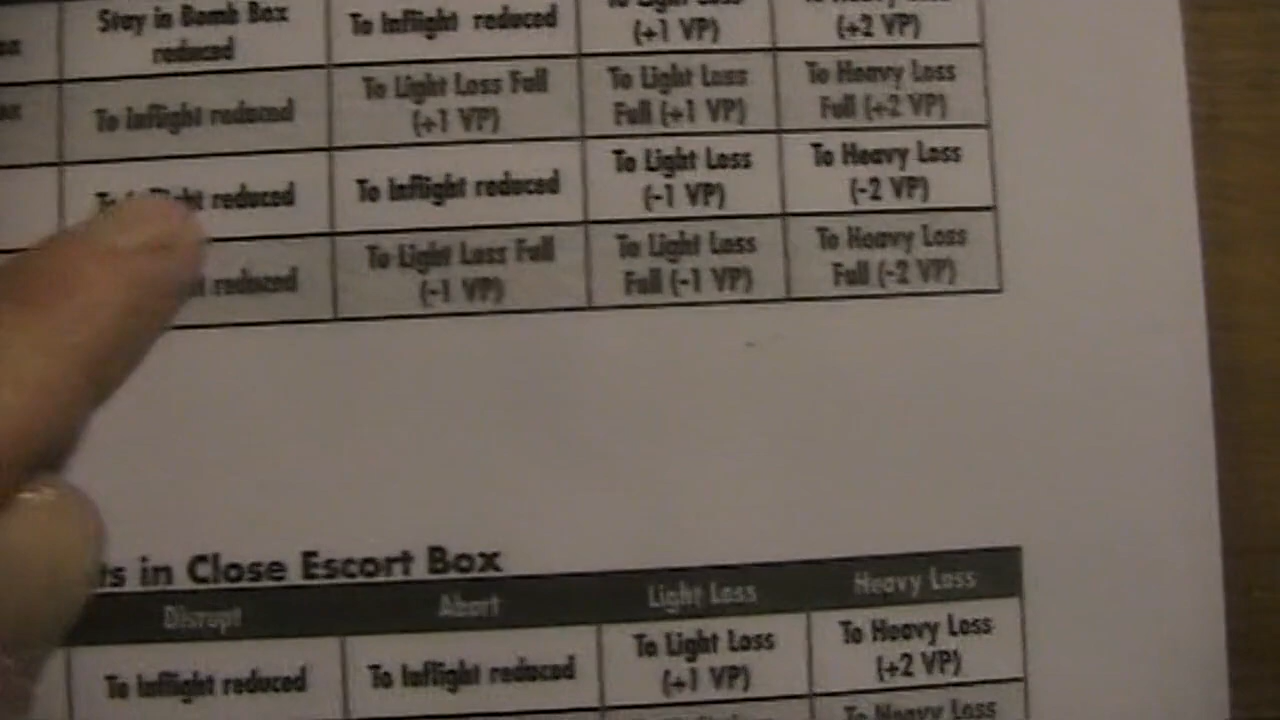 Stay in Bomb Box
reduced
To Inflight reduced
(+1 VP)
(+2 VP)
To Inflight reduced
To Light Loss Full
(+1 VP)
To Light Loss
Full (+1 VP)
To Heavy Loss
Full (+2 VP)
reduced
To Inflight reduced
To Light Loss
(-1 VP)
To Heavy Loss
(-2 VP)
reduced
To Light Loss Full
(-1 VP)
To Light Loss
Full (-1 VP)
To Heavy Loss
Full (-2 VP)
in Close Escort Box
Disrupt
Abort
Light Loss
Heavy Loss
To Inflight reduced
To Inflight reduced
To Light Loss
(+1 VP)
To Heavy Loss
(+2 VP)
To Heavy Loss